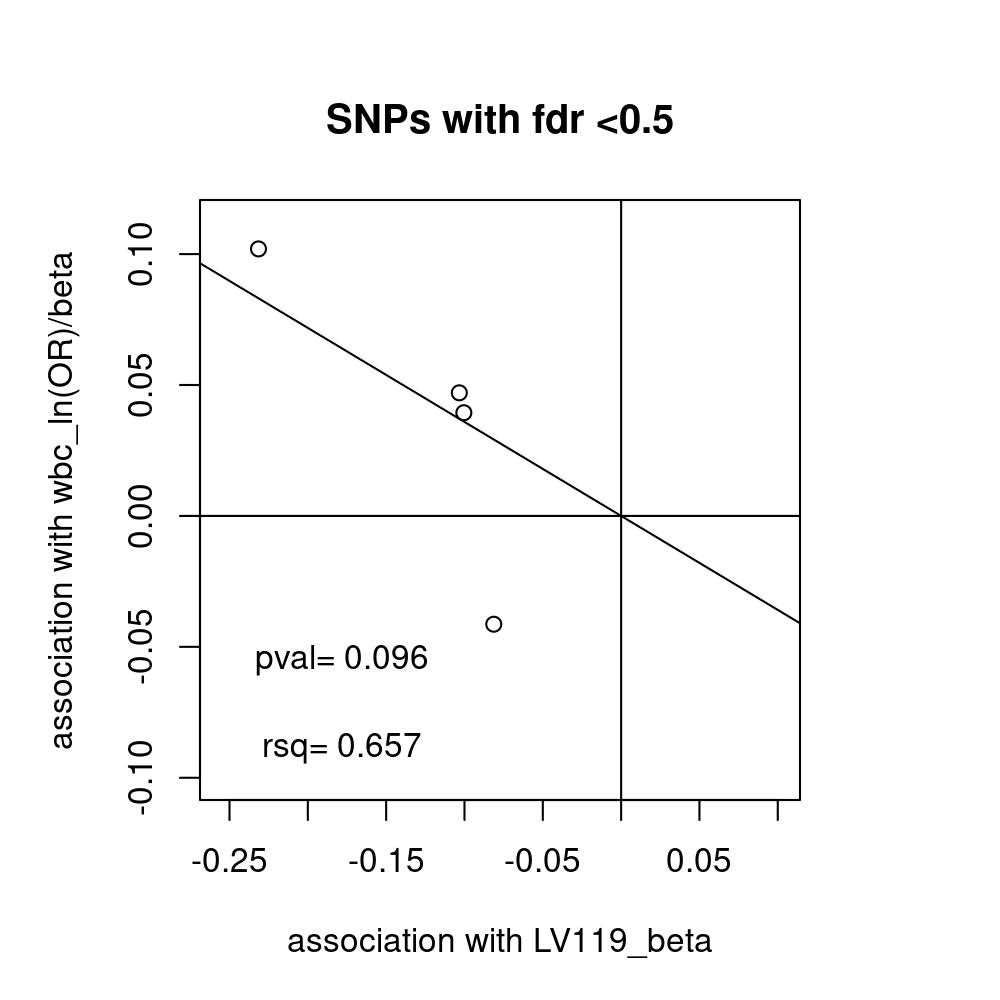 SNPs with fdr <0.5
association with wbc_ln(OR)/beta
0.10
0.05
0.00
-0.05
-0.10
pval= 0.096
rsq= 0.657
-0.25 -0.15 -0.05 0.05
association with LV119_beta